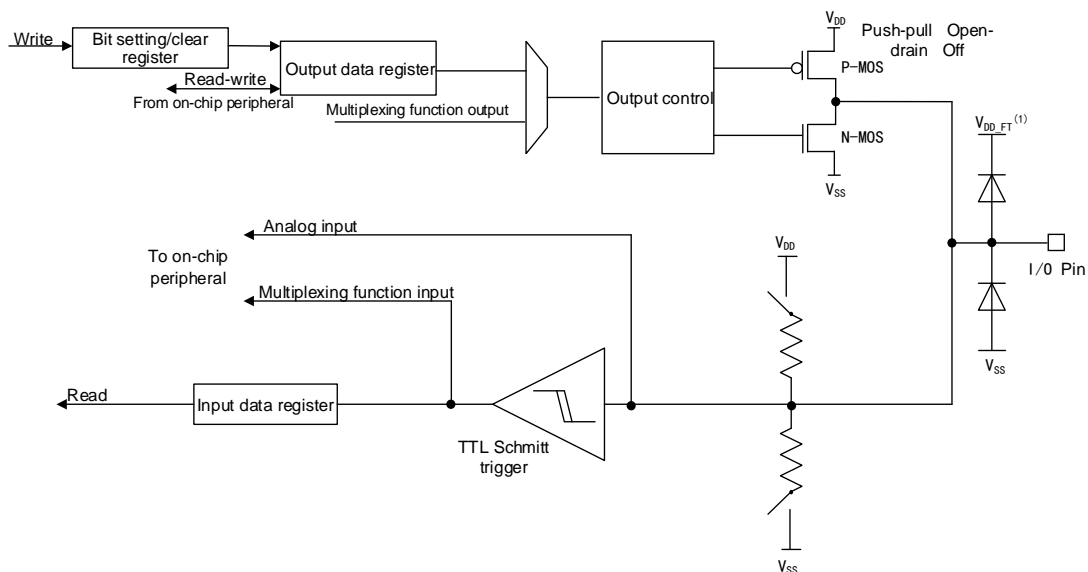 Write
Bit setting/clear
register
Read-write
From on-chip peripheral
Output data register
Multiplexing function output
Output control
VDD
Push-pull Open-
drain Off
P-MOS
N-MOS
VSS
VDD_FT(1)
I/0 Pin
VSS
Analog input
To on-chip
peripheral
Multiplexing function input
VDD
Read
Input data register
TTL Schmitt
trigger
VSS